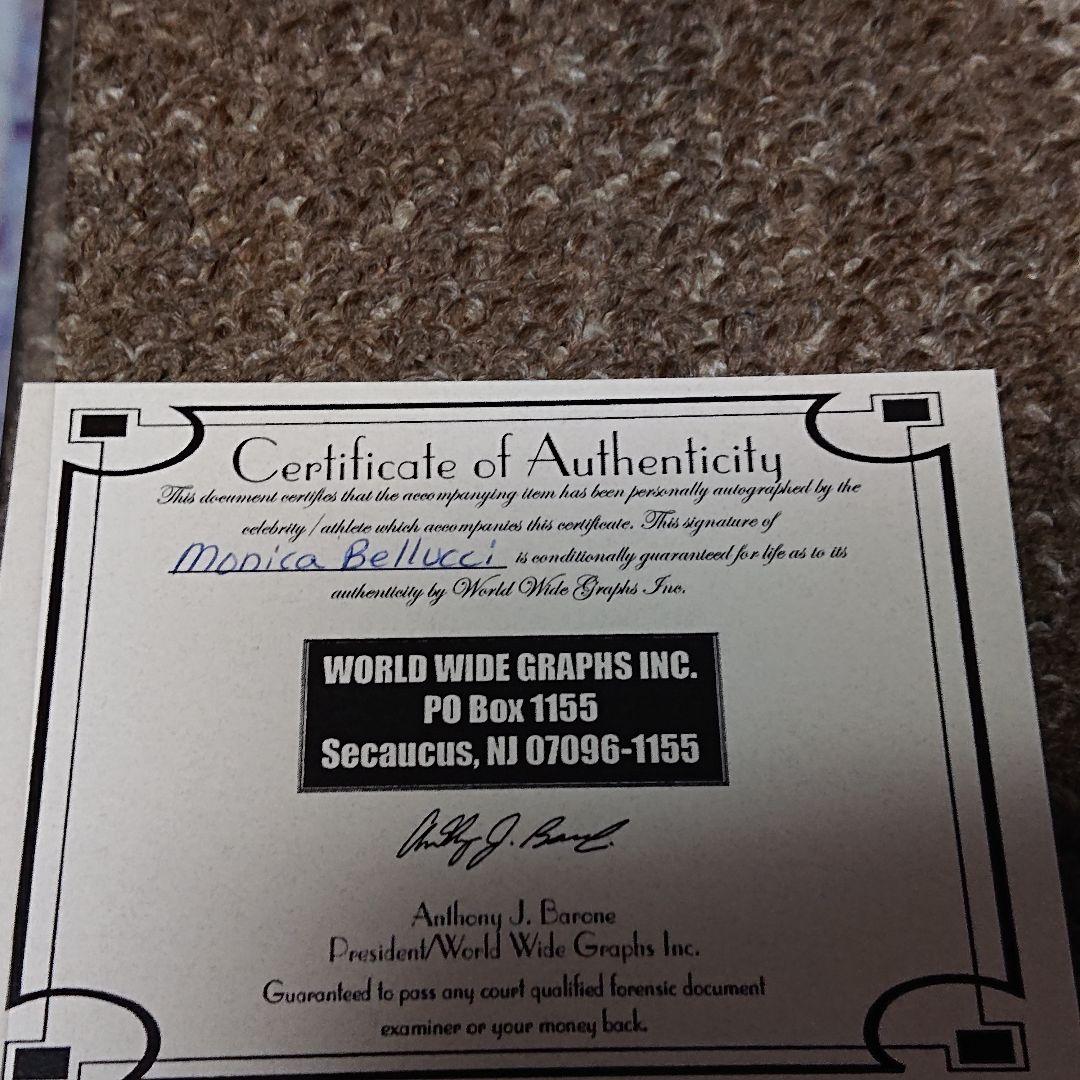 Certificate of Authenticity
This document certifies that the accompanying item has been personally autographed by the
celebrity / athlete which accompanies this certificate. This signature of
Monica Bellucci is conditionally guaranteed for life as to its
authenticity by World Wide Graphs Inc.
WORLD WIDE GRAPHS INC.
PO Box 1155
Secaucus, NJ 07096-1155
Anthony J. Barone
Anthony J. Barone
President/World Wide Graphs Inc.
Guaranteed to pass any court qualified forensic document
examiner or your money back.